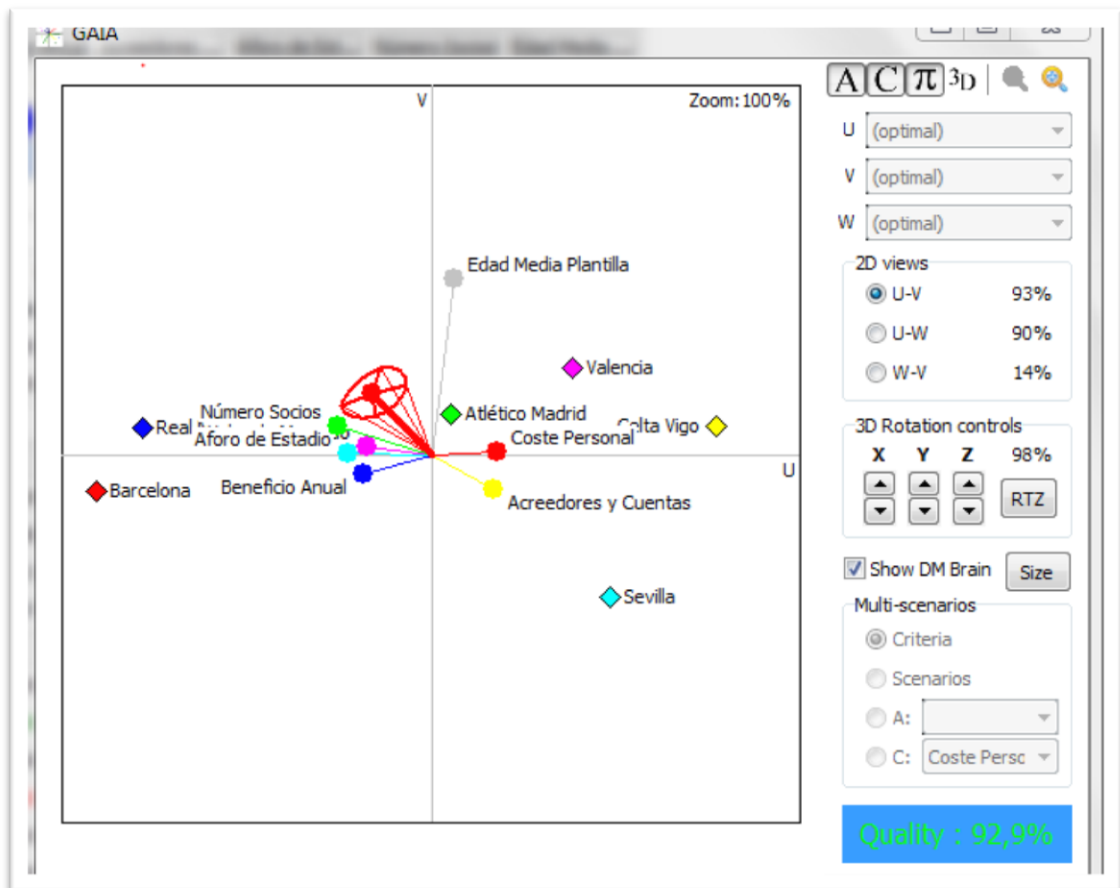 GAIA
A C π 3D
V
Zoom: 100%
U (optimal)
V (optimal)
W (optimal)
2D views
U-V 93%
U-W 90%
W-V 14%
3D Rotation controls
X Y Z 98%
RTZ
Show DM Brain
Size
Multi-scenarios
Criteria
Scenarios
A:
C: Coste Persc
Quality : 92,9%
Edad Media Plantilla
Valencia
Número Socios
Atlético Madrid
Real
Celta Vigo
Aforo de Estadio
Coste Personal
U
Barcelona
Beneficio Anual
Acreedores y Cuentas
Sevilla